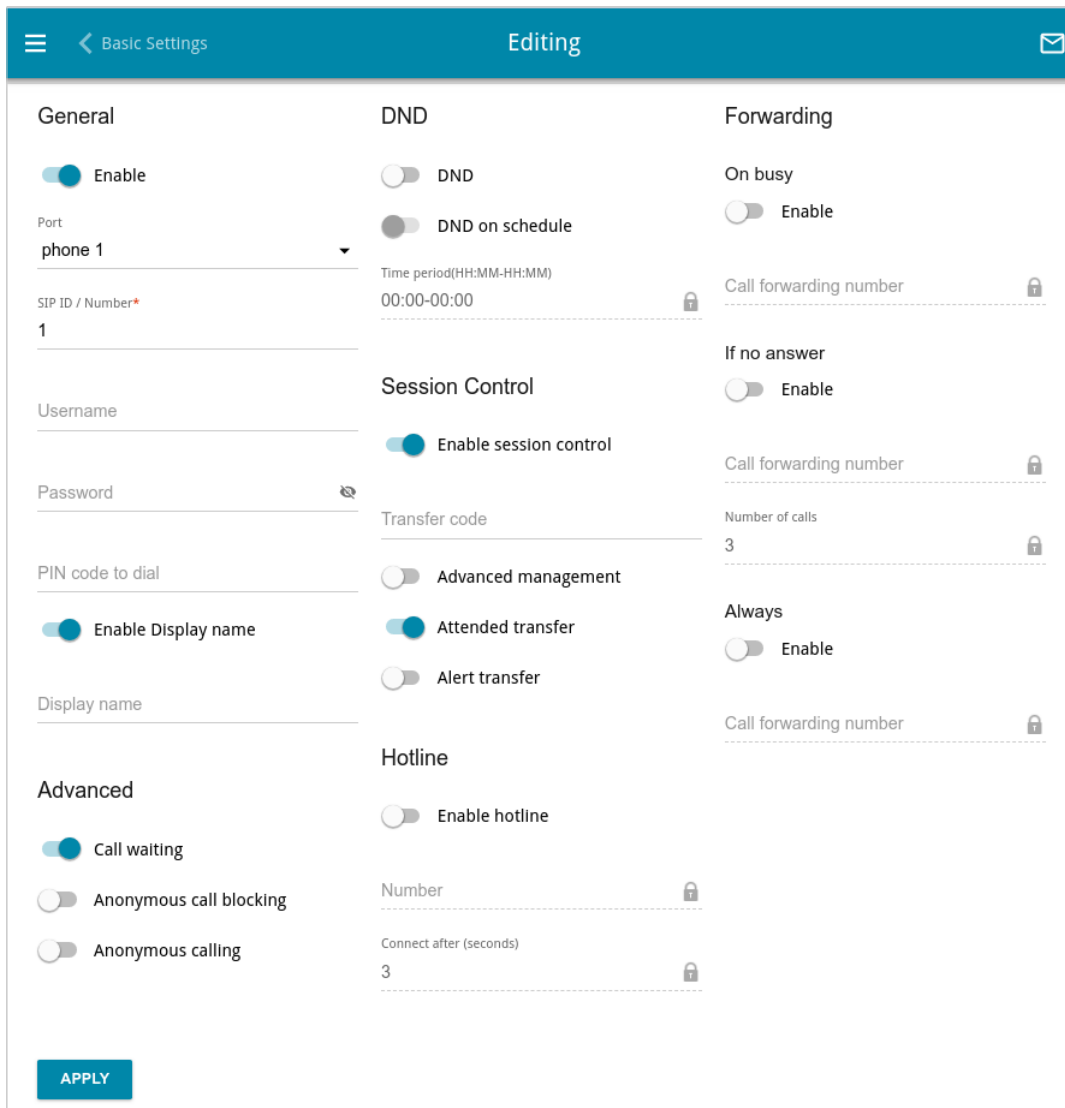 Basic Settings
Editing
General
Enable
Port
phone 1
SIP ID / Number*
1
Username
Password
PIN code to dial
Enable Display name
Display name
Advanced
Call waiting
Anonymous call blocking
Anonymous calling
APPLY
DND
DND
DND on schedule
Time period(HH:MM-HH:MM)
00:00-00:00
Session Control
Enable session control
Transfer code
Advanced management
Attended transfer
Alert transfer
Hotline
Enable hotline
Number
Connect after (seconds)
3
Forwarding
On busy
Enable
Call forwarding number
If no answer
Enable
Call forwarding number
Number of calls
3
Always
Enable
Call forwarding number